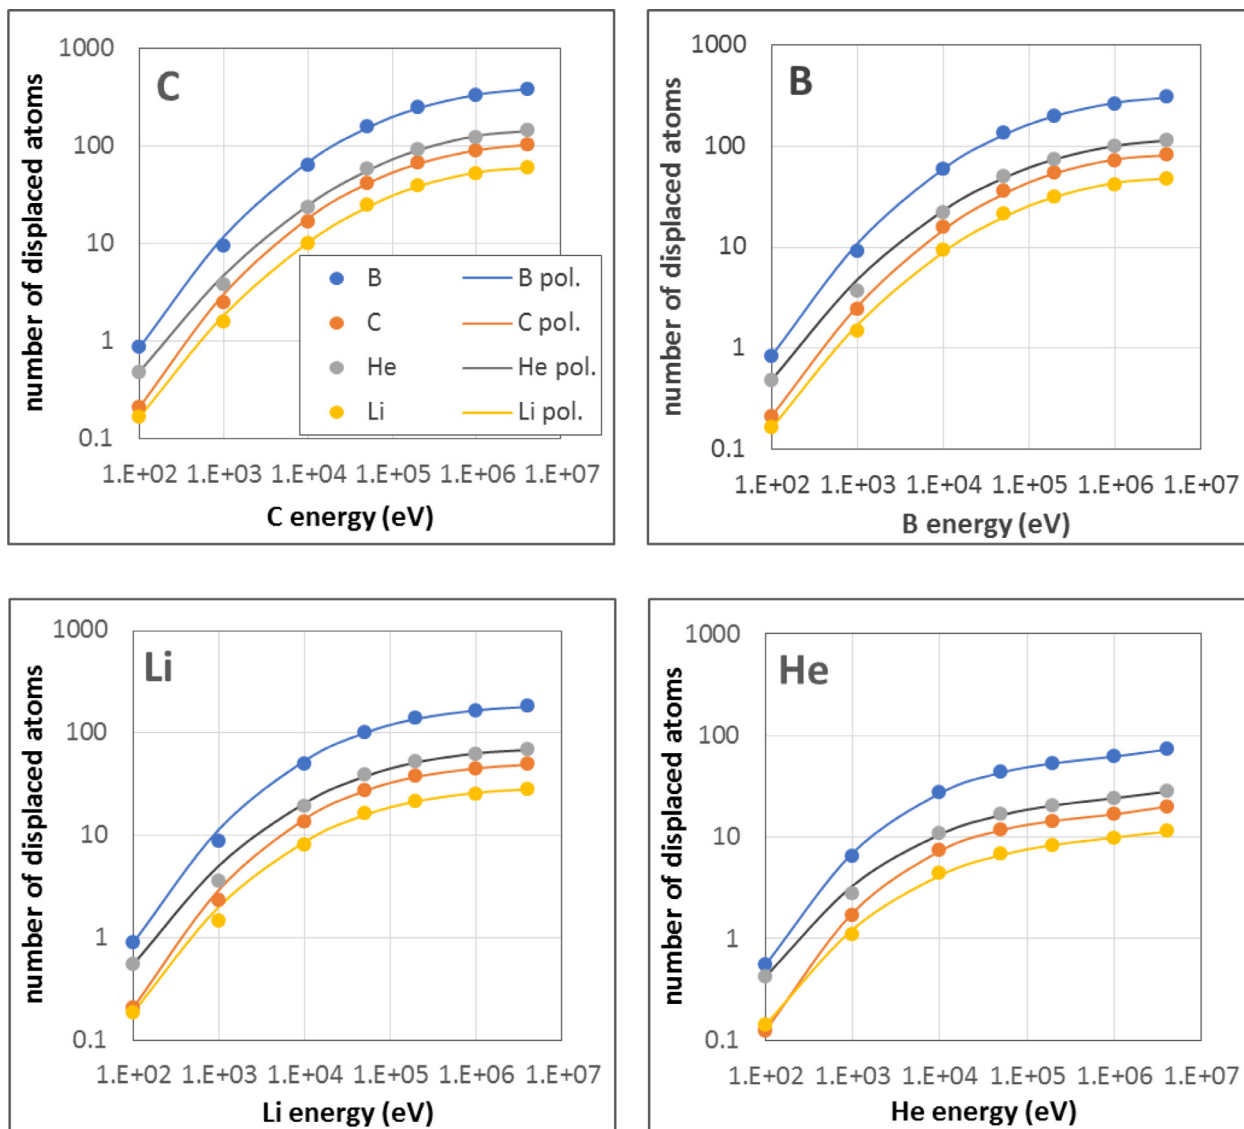 C
number of displaced atoms
1000
100
10
1
0.1
B
B pol.
C
C pol.
He
He pol.
Li
Li pol.
1.E+02 1.E+03 1.E+04 1.E+05 1.E+06 1.E+07
C energy (eV)
B
number of displaced atoms
1000
100
10
1
0.1
1.E+02 1.E+03 1.E+04 1.E+05 1.E+06 1.E+07
B energy (eV)
Li
number of displaced atoms
1000
100
10
1
0.1
1.E+02 1.E+03 1.E+04 1.E+05 1.E+06 1.E+07
Li energy (eV)
He
number of displaced atoms
1000
100
10
1
0.1
1.E+02 1.E+03 1.E+04 1.E+05 1.E+06 1.E+07
He energy (eV)